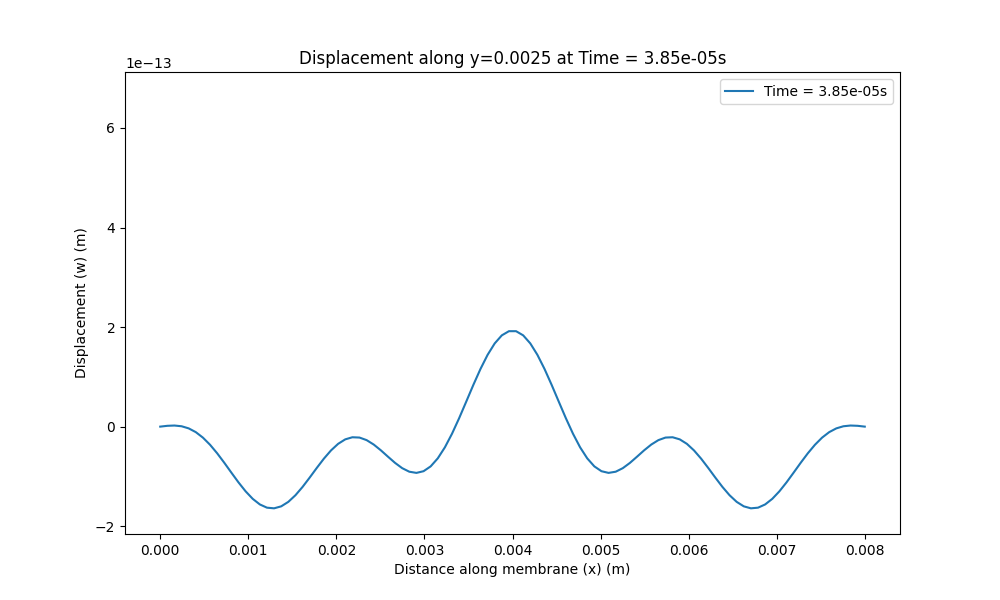 Displacement along y=0.0025 at Time = 3.85e-05s
1e−13
Time = 3.85e-05s
6
4
2
0
−2
Displacement (w) (m)
0.000 0.001 0.002 0.003 0.004 0.005 0.006 0.007 0.008
Distance along membrane (x) (m)